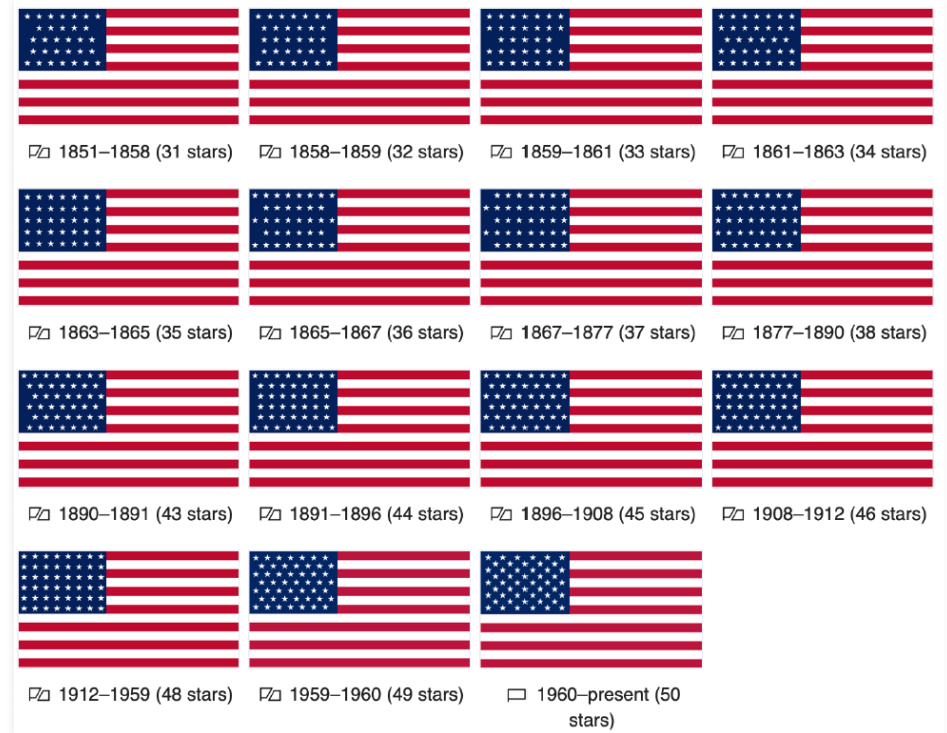 1851–1858 (31 stars)
1858–1859 (32 stars)
1859–1861 (33 stars)
1861–1863 (34 stars)
1863–1865 (35 stars)
1865–1867 (36 stars)
1867–1877 (37 stars)
1877–1890 (38 stars)
1890–1891 (43 stars)
1891–1896 (44 stars)
1896–1908 (45 stars)
1908–1912 (46 stars)
1912–1959 (48 stars)
1959–1960 (49 stars)
1960–present (50
stars)